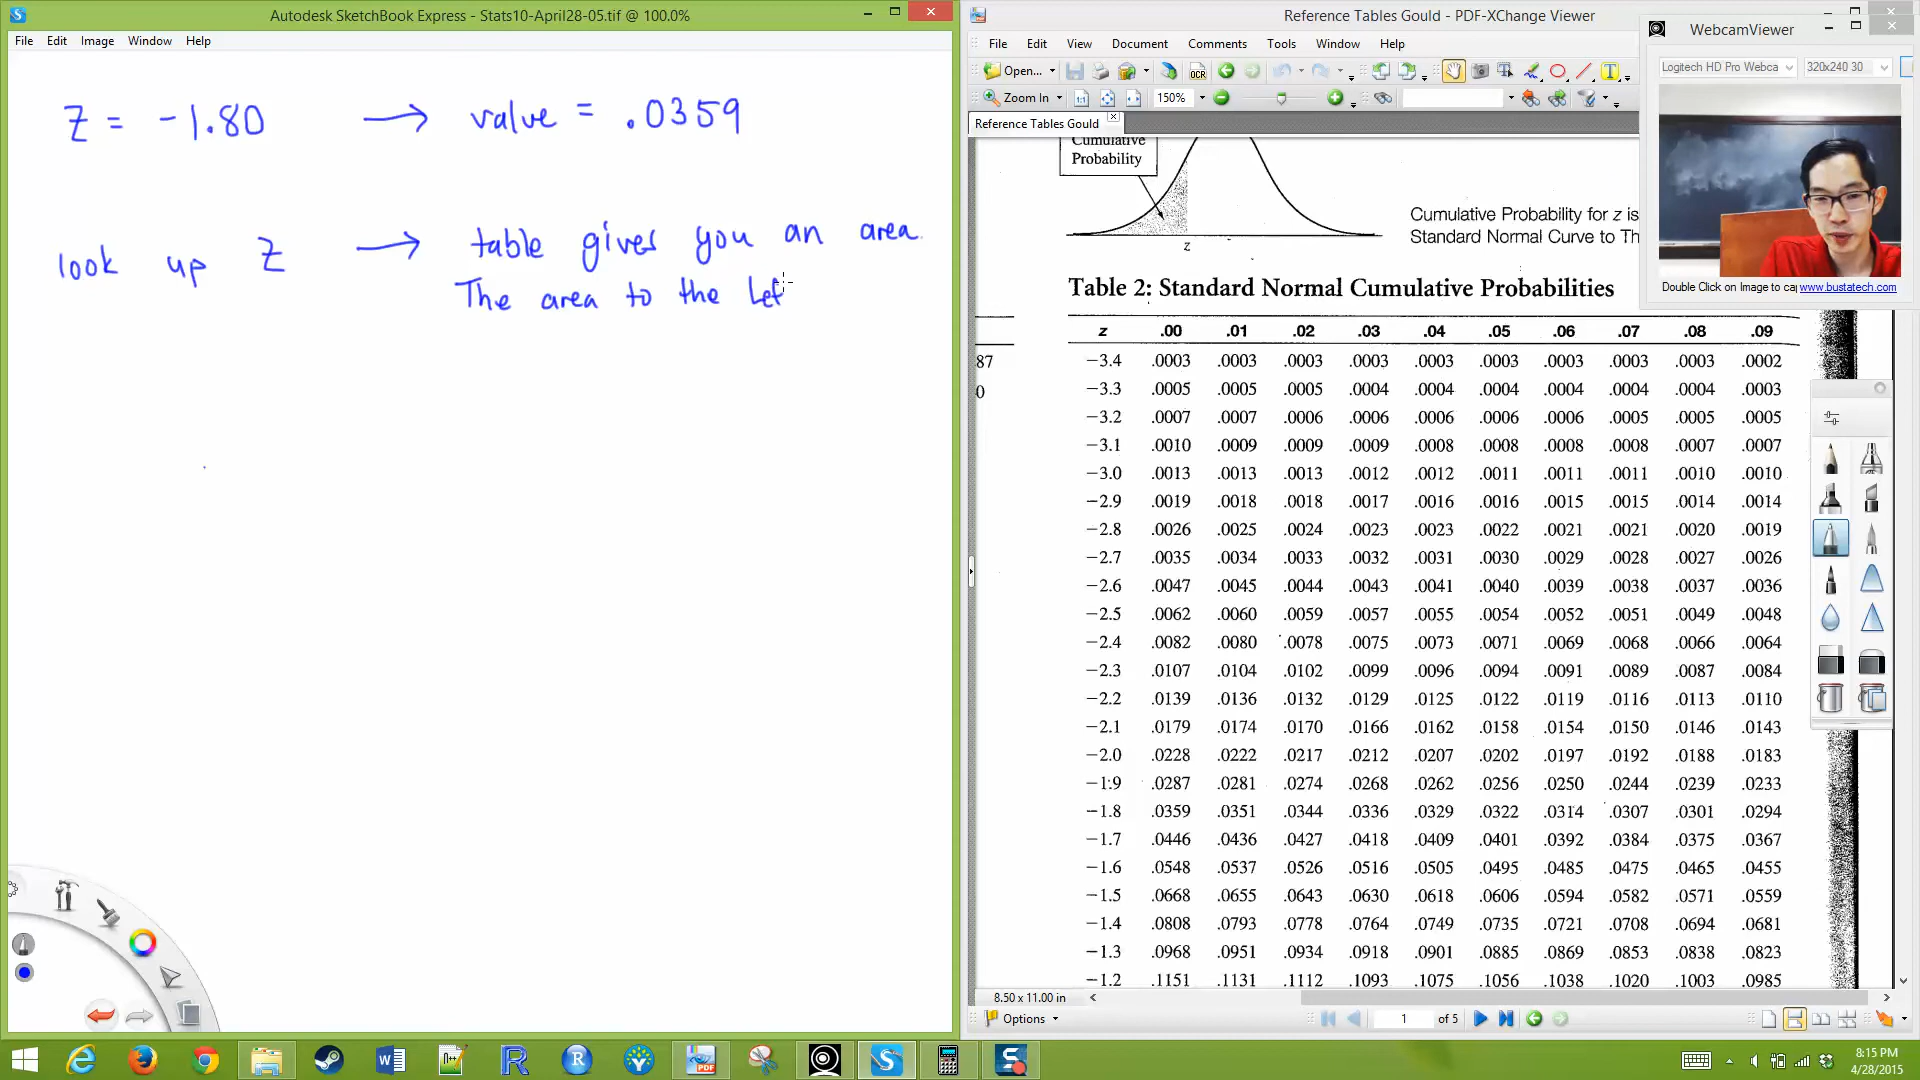 Autodesk SketchBook Express - Stats10-April28-05.tif @ 100.0%
File Edit Image Window Help
Z = -1.80 → value = .0359
look up Z → table gives you an area.
The area to the Lef
Reference Tables Gould - PDF-XChange Viewer
File Edit View Document Comments Tools Window Help
Open... OCR
Zoom In 150%
Reference Tables Gould
WebcamViewer
Logitech HD Pro Webca 320x240 30
Double Click on Image to cap www.bustatech.com
Cumulative
Probability
z
Cumulative Probability for z is
Standard Normal Curve to Th
87
0
Table 2: Standard Normal Cumulative Probabilities
z .00 .01 .02 .03 .04 .05 .06 .07 .08 .09
−3.4 .0003 .0003 .0003 .0003 .0003 .0003 .0003 .0003 .0003 .0002
−3.3 .0005 .0005 .0005 .0004 .0004 .0004 .0004 .0004 .0004 .0003
−3.2 .0007 .0007 .0006 .0006 .0006 .0006 .0006 .0005 .0005 .0005
−3.1 .0010 .0009 .0009 .0009 .0008 .0008 .0008 .0008 .0007 .0007
−3.0 .0013 .0013 .0013 .0012 .0012 .0011 .0011 .0011 .0010 .0010
−2.9 .0019 .0018 .0018 .0017 .0016 .0016 .0015 .0015 .0014 .0014
−2.8 .0026 .0025 .0024 .0023 .0023 .0022 .0021 .0021 .0020 .0019
−2.7 .0035 .0034 .0033 .0032 .0031 .0030 .0029 .0028 .0027 .0026
−2.6 .0047 .0045 .0044 .0043 .0041 .0040 .0039 .0038 .0037 .0036
−2.5 .0062 .0060 .0059 .0057 .0055 .0054 .0052 .0051 .0049 .0048
−2.4 .0082 .0080 .0078 .0075 .0073 .0071 .0069 .0068 .0066 .0064
−2.3 .0107 .0104 .0102 .0099 .0096 .0094 .0091 .0089 .0087 .0084
−2.2 .0139 .0136 .0132 .0129 .0125 .0122 .0119 .0116 .0113 .0110
−2.1 .0179 .0174 .0170 .0166 .0162 .0158 .0154 .0150 .0146 .0143
−2.0 .0228 .0222 .0217 .0212 .0207 .0202 .0197 .0192 .0188 .0183
−1.9 .0287 .0281 .0274 .0268 .0262 .0256 .0250 .0244 .0239 .0233
−1.8 .0359 .0351 .0344 .0336 .0329 .0322 .0314 .0307 .0301 .0294
−1.7 .0446 .0436 .0427 .0418 .0409 .0401 .0392 .0384 .0375 .0367
−1.6 .0548 .0537 .0526 .0516 .0505 .0495 .0485 .0475 .0465 .0455
−1.5 .0668 .0655 .0643 .0630 .0618 .0606 .0594 .0582 .0571 .0559
−1.4 .0808 .0793 .0778 .0764 .0749 .0735 .0721 .0708 .0694 .0681
−1.3 .0968 .0951 .0934 .0918 .0901 .0885 .0869 .0853 .0838 .0823
−1.2 .1151 .1131 .1112 .1093 .1075 .1056 .1038 .1020 .1003 .0985
8.50 x 11.00 in
Options 1 of 5
8:15 PM
4/28/2015